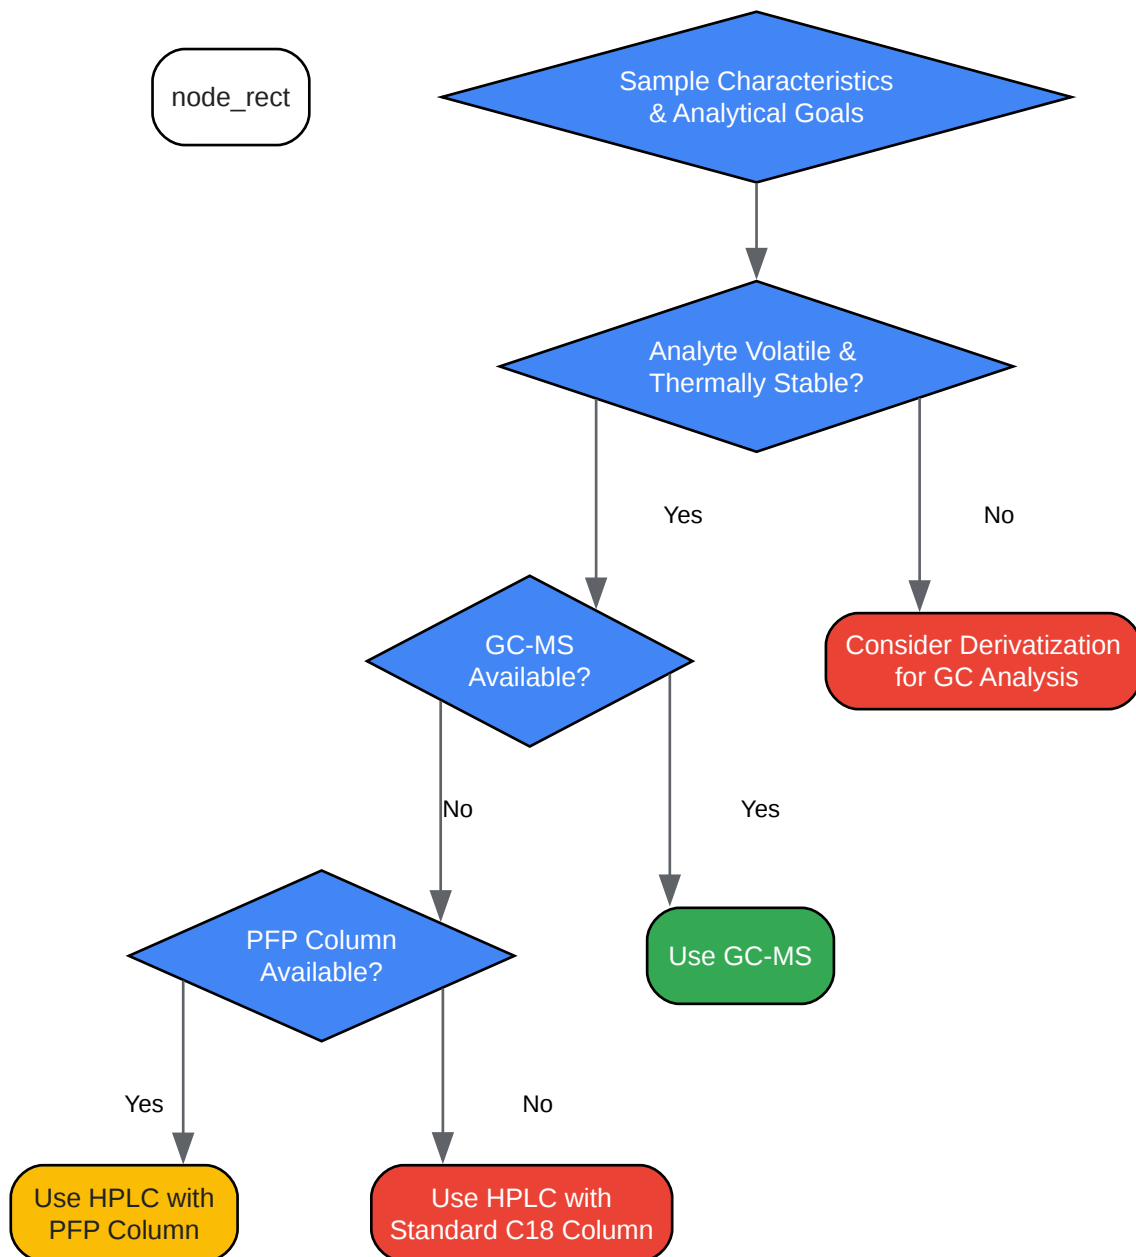 node_rect
Sample Characteristics
& Analytical Goals
Analyte Volatile &
Thermally Stable?
Yes
No
GC-MS
Available?
Consider Derivatization
for GC Analysis
No
Yes
PFP Column
Available?
Use GC-MS
Yes
No
Use HPLC with
PFP Column
Use HPLC with
Standard C18 Column